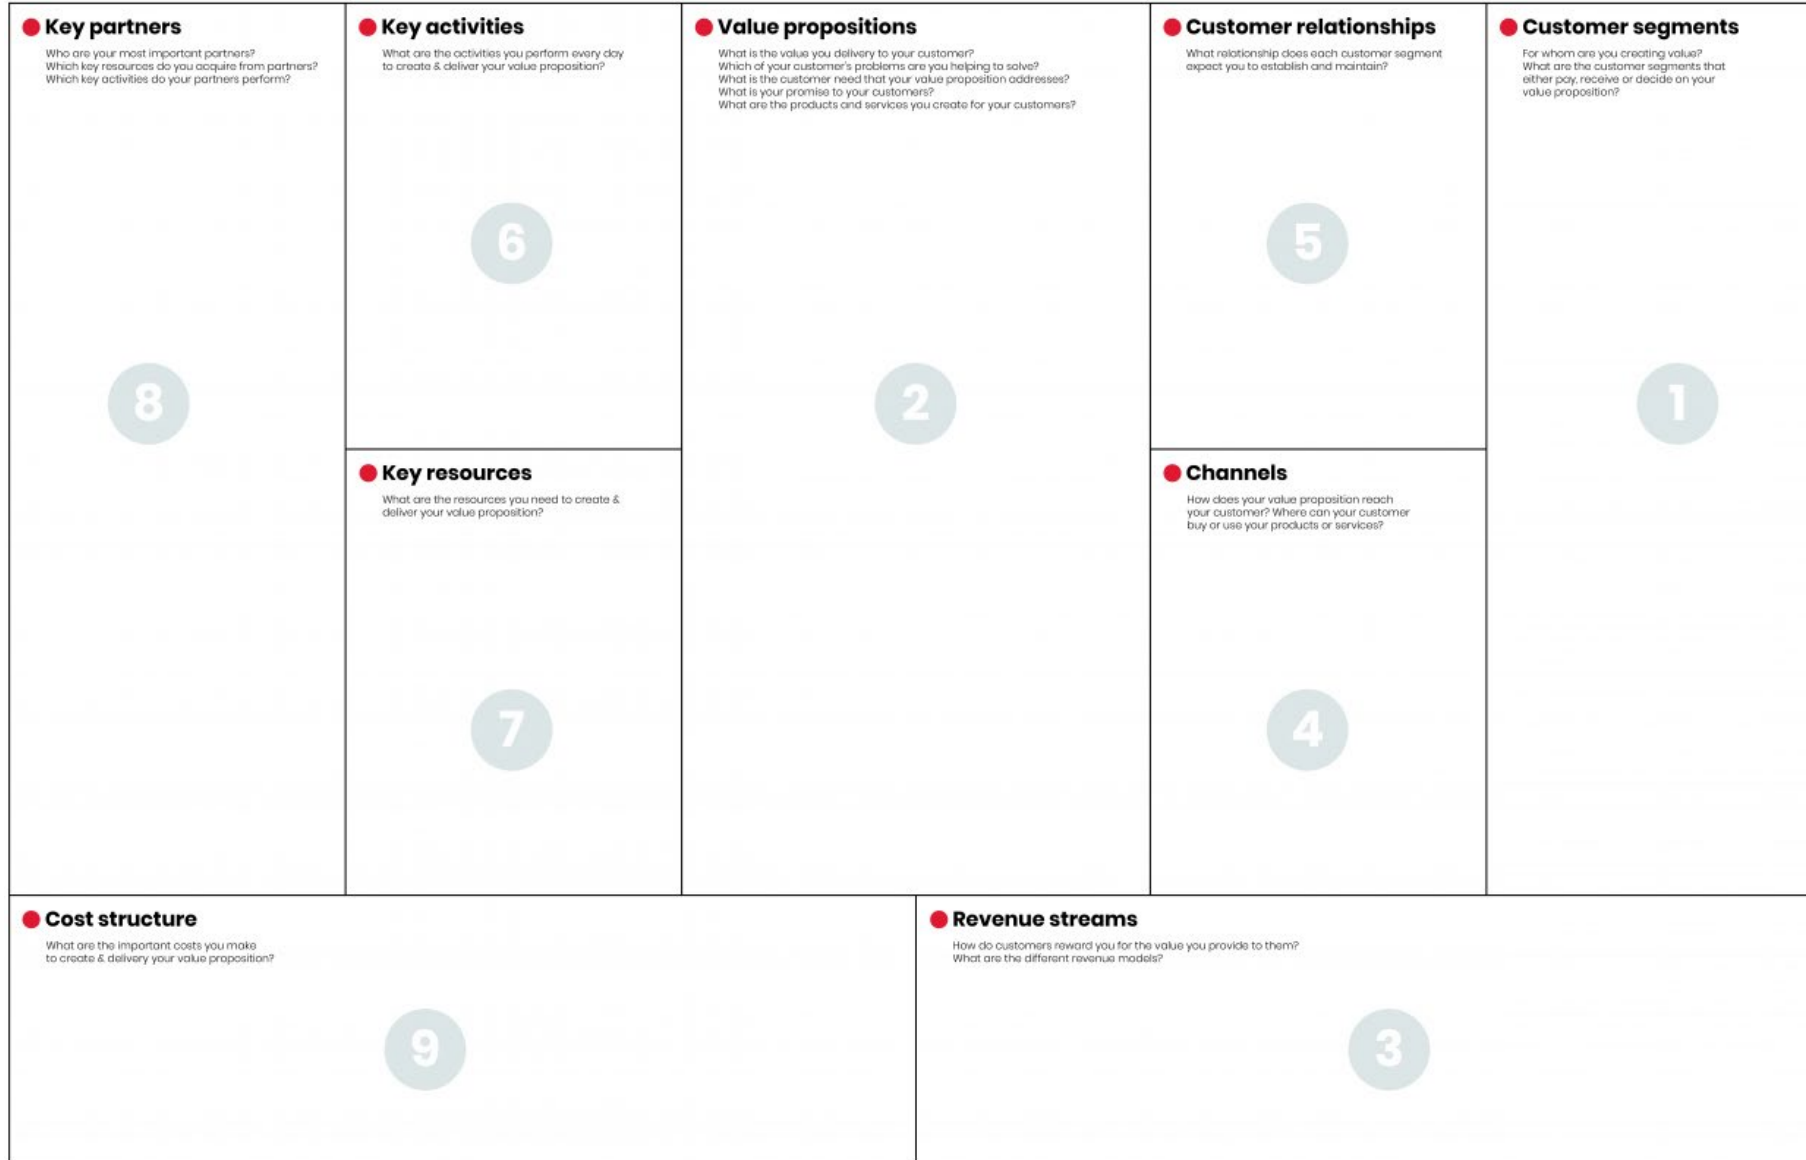 Key partners
Who are your most important partners?
Which key resources do you acquire from partners?
Which key activities do your partners perform?
8
Key activities
What are the activities you perform every day
to create & deliver your value proposition?
6
Key resources
What are the resources you need to create &
deliver your value proposition?
7
Value propositions
What is the value you delivery to your customer?
Which of your customer's problems are you helping to solve?
What is the customer need that your value proposition addresses?
What is your promise to your customers?
What are the products and services you create for your customers?
2
Customer relationships
What relationship does each customer segment
expect you to establish and maintain?
5
Channels
How does your value proposition reach
your customer? Where can your customer
buy or use your products or services?
4
Customer segments
For whom are you creating value?
What are the customer segments that
either pay, receive or decide on your
value proposition?
1
Cost structure
What are the important costs you make
to create & delivery your value proposition?
9
Revenue streams
How do customers reward you for the value you provide to them?
What are the different revenue models?
3